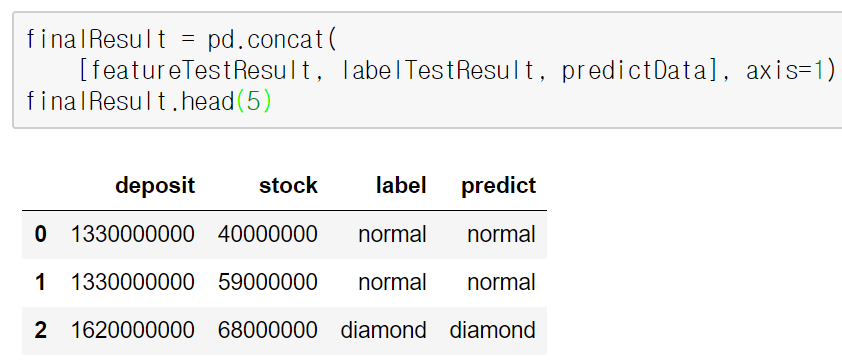 finalResult = pd.concat(
[featureTestResult, labelTestResult, predictData], axis=1)
finalResult.head(5)
deposit stock label predict
0 1330000000 40000000 normal normal
1 1330000000 59000000 normal normal
2 1620000000 68000000 diamond diamond